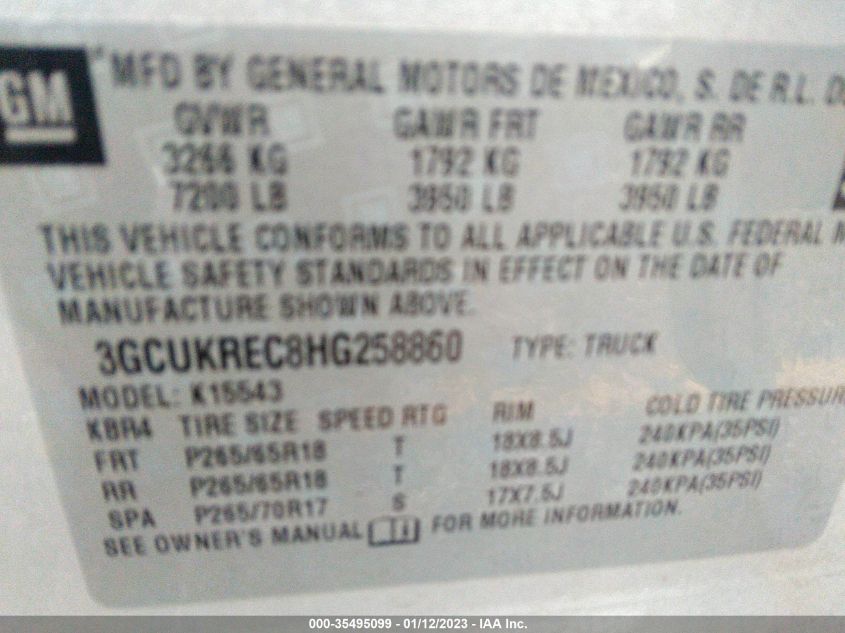 GM
MFD BY GENERAL MOTORS DE MEXICO, S. DE R.L. DE
GVWR GAWR FRT GAWR RR
3266 KG 1792 KG 1792 KG
7200 LB 3950 LB 3950 LB
THIS VEHICLE CONFORMS TO ALL APPLICABLE U.S. FEDERAL M
VEHICLE SAFETY STANDARDS IN EFFECT ON THE DATE OF
MANUFACTURE SHOWN ABOVE.
3GCUKREC8HG258860 TYPE: TRUCK
MODEL: K15543
KBR4 TIRE SIZE SPEED RTG RIM COLD TIRE PRESSUR
FRT P265/65R18 T 18X8.5J 240KPA(35PSI)
RR P265/65R18 T 18X8.5J 240KPA(35PSI)
SPA P265/70R17 S 17X7.5J 240KPA(35PSI)
SEE OWNER'S MANUAL FOR MORE INFORMATION.
000-35495099 - 01/12/2023 - IAA Inc.